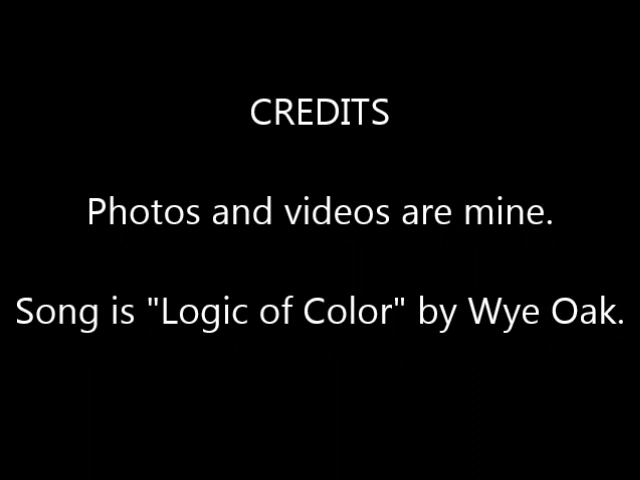 CREDITS
Photos and videos are mine.
Song is "Logic of Color" by Wye Oak.